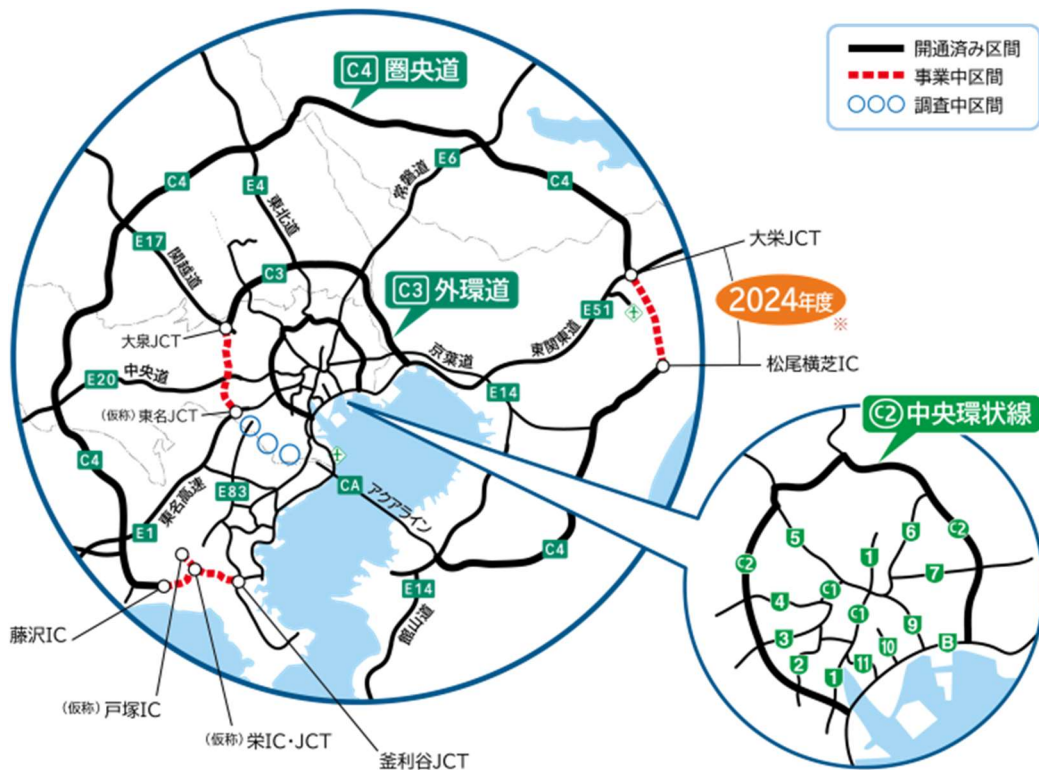 開通済み区間
事業中区間
調査中区間
C4 圏央道
E6
C4
E4
C4
常磐道
東北道
E17
関越道
C3
C3 外環道
大栄JCT
2024年度
※
E51
東関東道
松尾横芝IC
大泉JCT
京葉道
E14
中央道
E20
(仮称)東名JCT
C2 中央環状線
C4
E83
東名高速
CA
アクアライン
E1
C4
E14
館山道
藤沢IC
(仮称)戸塚IC
(仮称)栄IC・JCT
釜利谷JCT
5
1
6
C2
C2
7
4
C1
C1
3
9
10
B
2
1
11